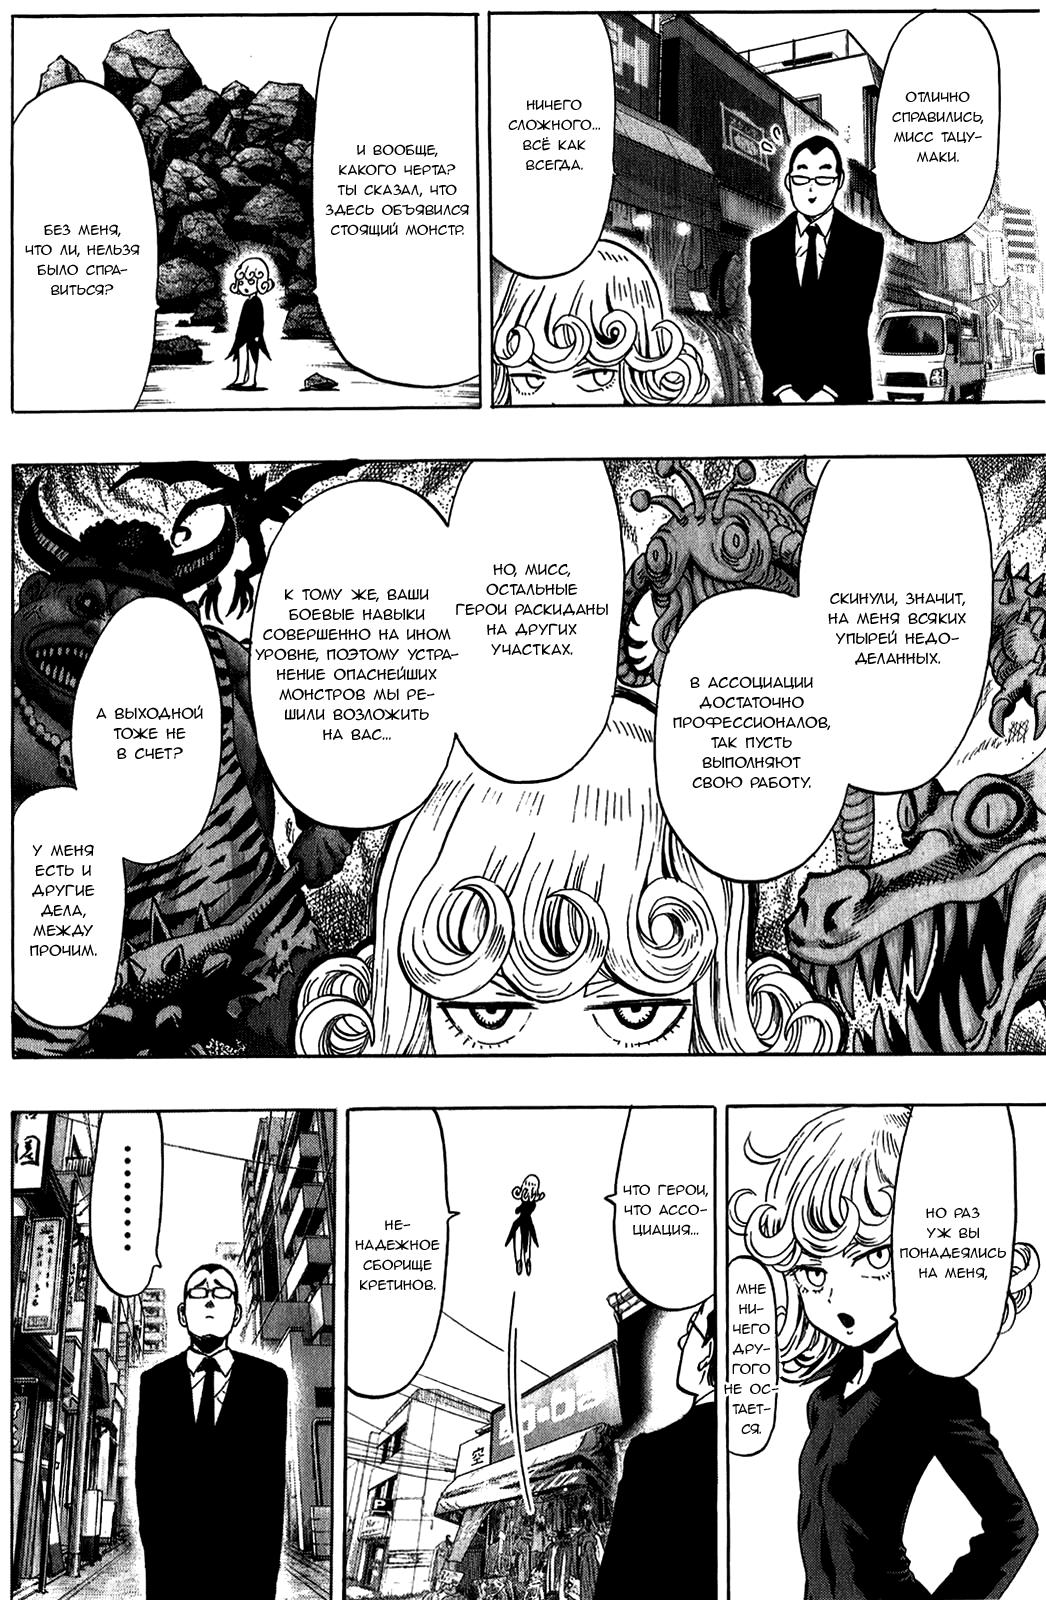 ОТЛИЧНО
СПРАВИЛИСЬ,
МИСС ТАЦУ-
МАКИ.
НИЧЕГО
СЛОЖНОГО...
ВСЁ КАК
ВСЕГДА.
И ВООБЩЕ,
КАКОГО ЧЕРТА?
ТЫ СКАЗАЛ, ЧТО
ЗДЕСЬ ОБЪЯВИЛСЯ
СТОЯЩИЙ МОНСТР.
БЕЗ МЕНЯ,
ЧТО ЛИ, НЕЛЬЗЯ
БЫЛО СПРА-
ВИТЬСЯ?
СКИНУЛИ, ЗНАЧИТ,
НА МЕНЯ ВСЯКИХ
УПЫРЕЙ НЕДО-
ДЕЛАННЫХ.
В АССОЦИАЦИИ
ДОСТАТОЧНО
ПРОФЕССИОНАЛОВ,
ТАК ПУСТЬ
ВЫПОЛНЯЮТ
СВОЮ РАБОТУ.
НО, МИСС,
ОСТАЛЬНЫЕ
ГЕРОИ РАСКИДАНЫ
НА ДРУГИХ
УЧАСТКАХ.
К ТОМУ ЖЕ, ВАШИ
БОЕВЫЕ НАВЫКИ
СОВЕРШЕННО НА ИНОМ
УРОВНЕ, ПОЭТОМУ УСТРА-
НЕНИЕ ОПАСНЕЙШИХ
МОНСТРОВ МЫ РЕ-
ШИЛИ ВОЗЛОЖИТЬ
НА ВАС...
А ВЫХОДНОЙ
ТОЖЕ НЕ
В СЧЕТ?
У МЕНЯ
ЕСТЬ И
ДРУГИЕ
ДЕЛА,
МЕЖДУ
ПРОЧИМ.
НО РАЗ
УЖ ВЫ
ПОНАДЕЯЛИСЬ
НА МЕНЯ,
МНЕ
НИ-
ЧЕГО
ДРУ-
ГОГО
НЕ ОС-
ТАЕТ-
СЯ.
ЧТО ГЕРОИ,
ЧТО АССО-
ЦИАЦИЯ...
НЕ-
НАДЕЖНОЕ
СБОРИЩЕ
КРЕТИНОВ.
P
.........
園